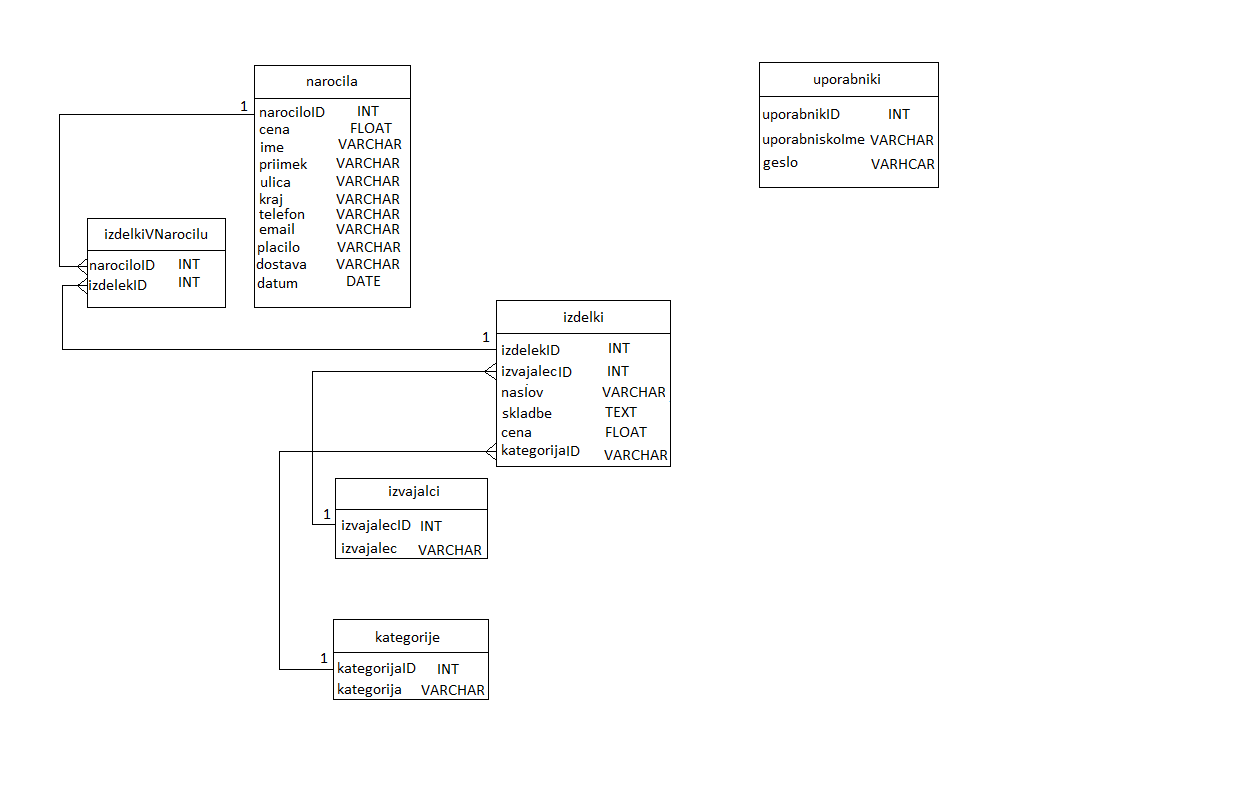 narocila
1
narociloID INT
cena FLOAT
ime VARCHAR
priimek VARCHAR
ulica VARCHAR
kraj VARCHAR
telefon VARCHAR
email VARCHAR
placilo VARCHAR
dostava VARCHAR
datum DATE
uporabniki
uporabnikID INT
uporabniskoIme VARCHAR
geslo VARHCAR
izdelkiVNarocilu
narociloID INT
izdelekID INT
izdelki
1
izdelekID INT
izvajalecID INT
naslov VARCHAR
skladbe TEXT
cena FLOAT
kategorijaID VARCHAR
izvajalci
1
izvajalecID INT
izvajalec VARCHAR
kategorije
1
kategorijaID INT
kategorija VARCHAR